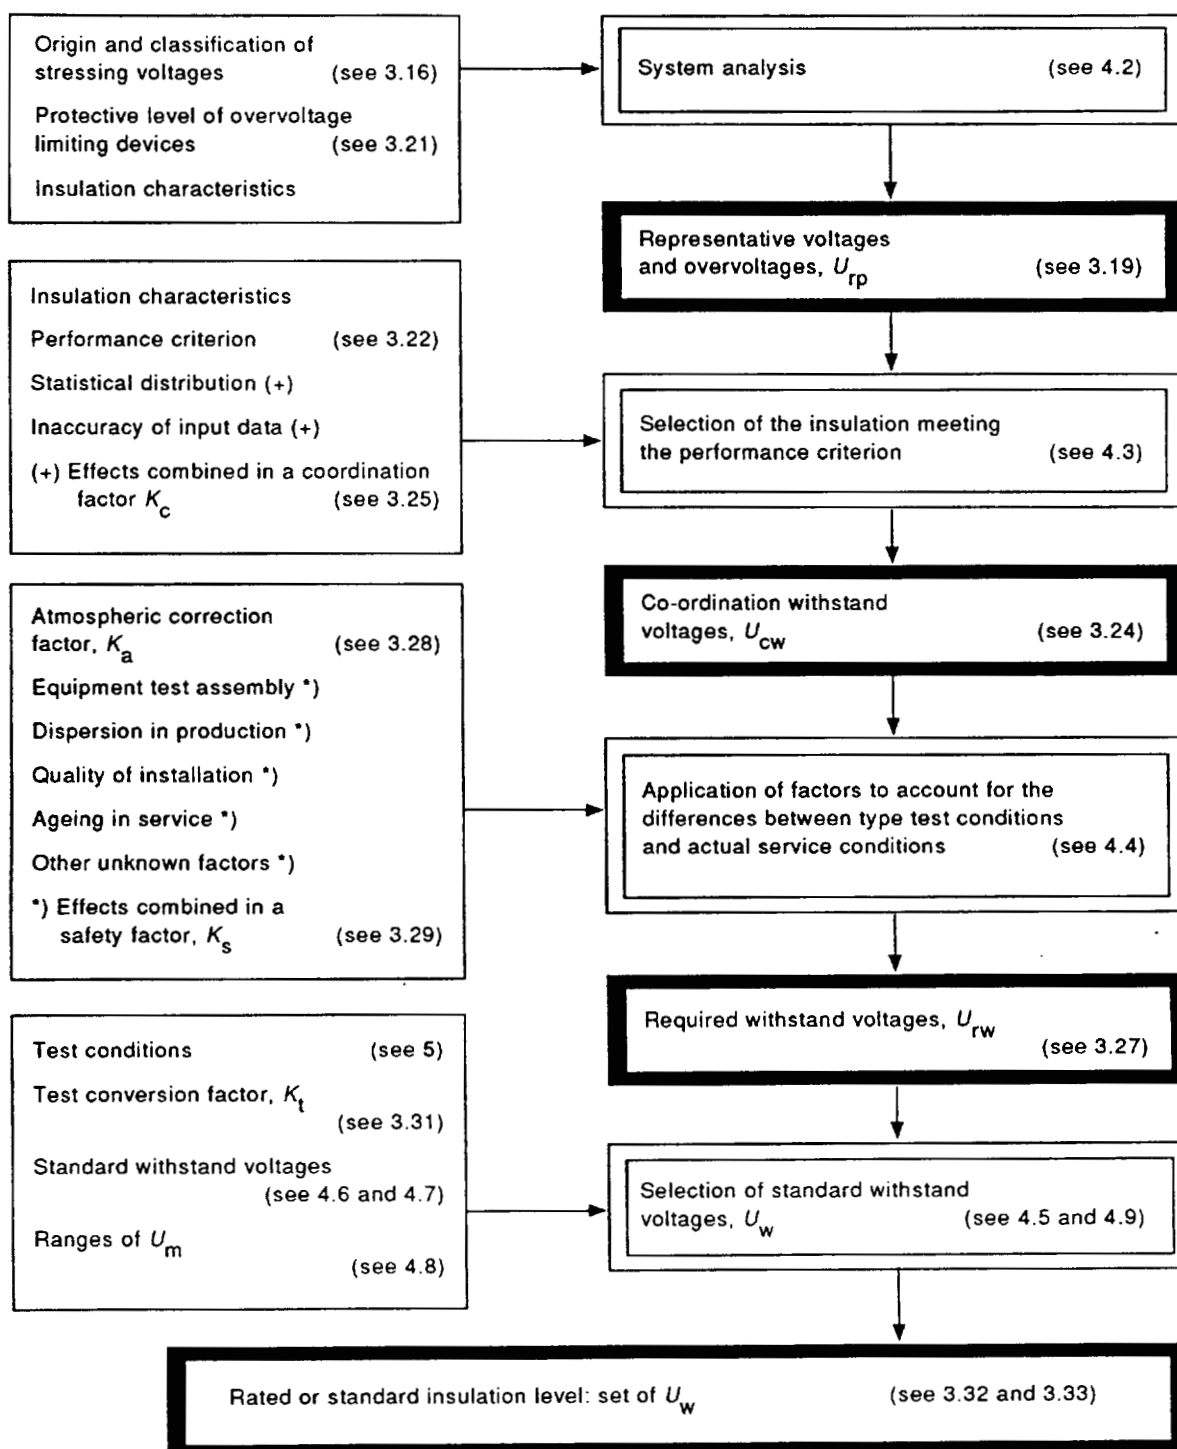 Origin and classification of
stressing voltages (see 3.16)
Protective level of overvoltage
limiting devices (see 3.21)
Insulation characteristics
System analysis (see 4.2)
Representative voltages
and overvoltages, Urp (see 3.19)
Insulation characteristics
Performance criterion (see 3.22)
Statistical distribution (+)
Inaccuracy of input data (+)
(+) Effects combined in a coordination
factor Kc (see 3.25)
Selection of the insulation meeting
the performance criterion (see 4.3)
Co-ordination withstand
voltages, Ucw (see 3.24)
Atmospheric correction
factor, Ka (see 3.28)
Equipment test assembly *)
Dispersion in production *)
Quality of installation *)
Ageing in service *)
Other unknown factors *)
*) Effects combined in a
safety factor, Ks (see 3.29)
Application of factors to account for the
differences between type test conditions
and actual service conditions (see 4.4)
Required withstand voltages, Urw
(see 3.27)
Test conditions (see 5)
Test conversion factor, Kt
(see 3.31)
Standard withstand voltages
(see 4.6 and 4.7)
Ranges of Um
(see 4.8)
Selection of standard withstand
voltages, Uw (see 4.5 and 4.9)
Rated or standard insulation level: set of Uw (see 3.32 and 3.33)